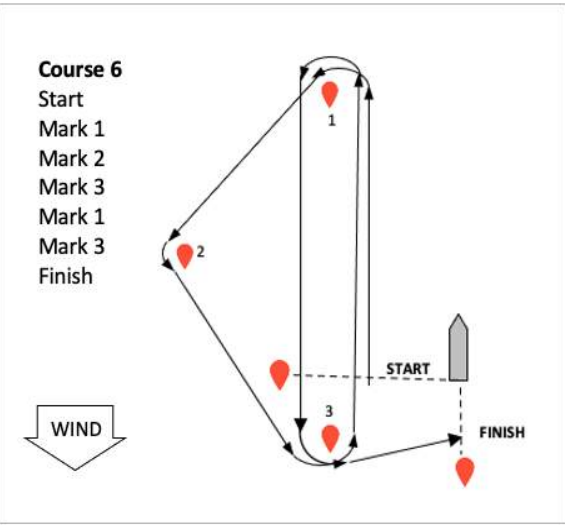 Course 6
Start
Mark 1
Mark 2
Mark 3
Mark 1
Mark 3
Finish
1
2
START
3
FINISH
WIND